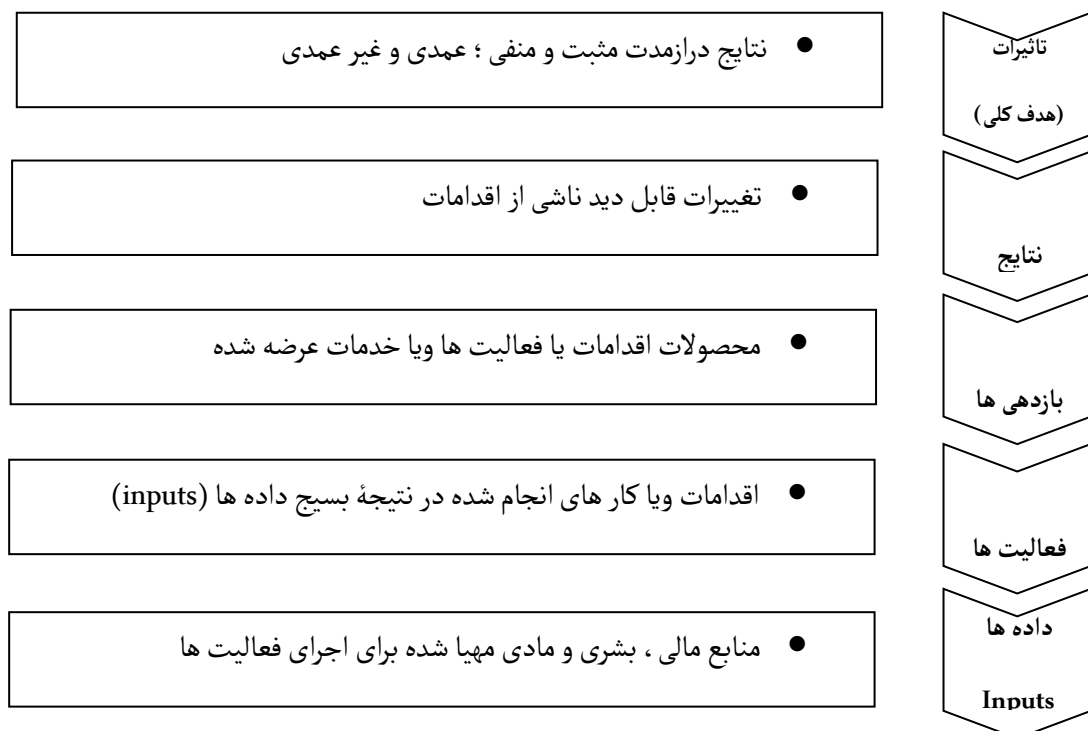 تاثیرات
(هدف کلی)
● نتایج درازمدت مثبت و منفی ؛ عمدی و غیر عمدی
نتایج
● تغییرات قابل دید ناشی از اقدامات
بازدهی ها
● محصولات اقدامات یا فعالیت ها ویا خدمات عرضه شده
فعالیت ها
● اقدامات ویا کار های انجام شده در نتیجۀ بسیج داده ها (inputs)
داده ها
Inputs
● منابع مالی ، بشری و مادی مهیا شده برای اجرای فعالیت ها